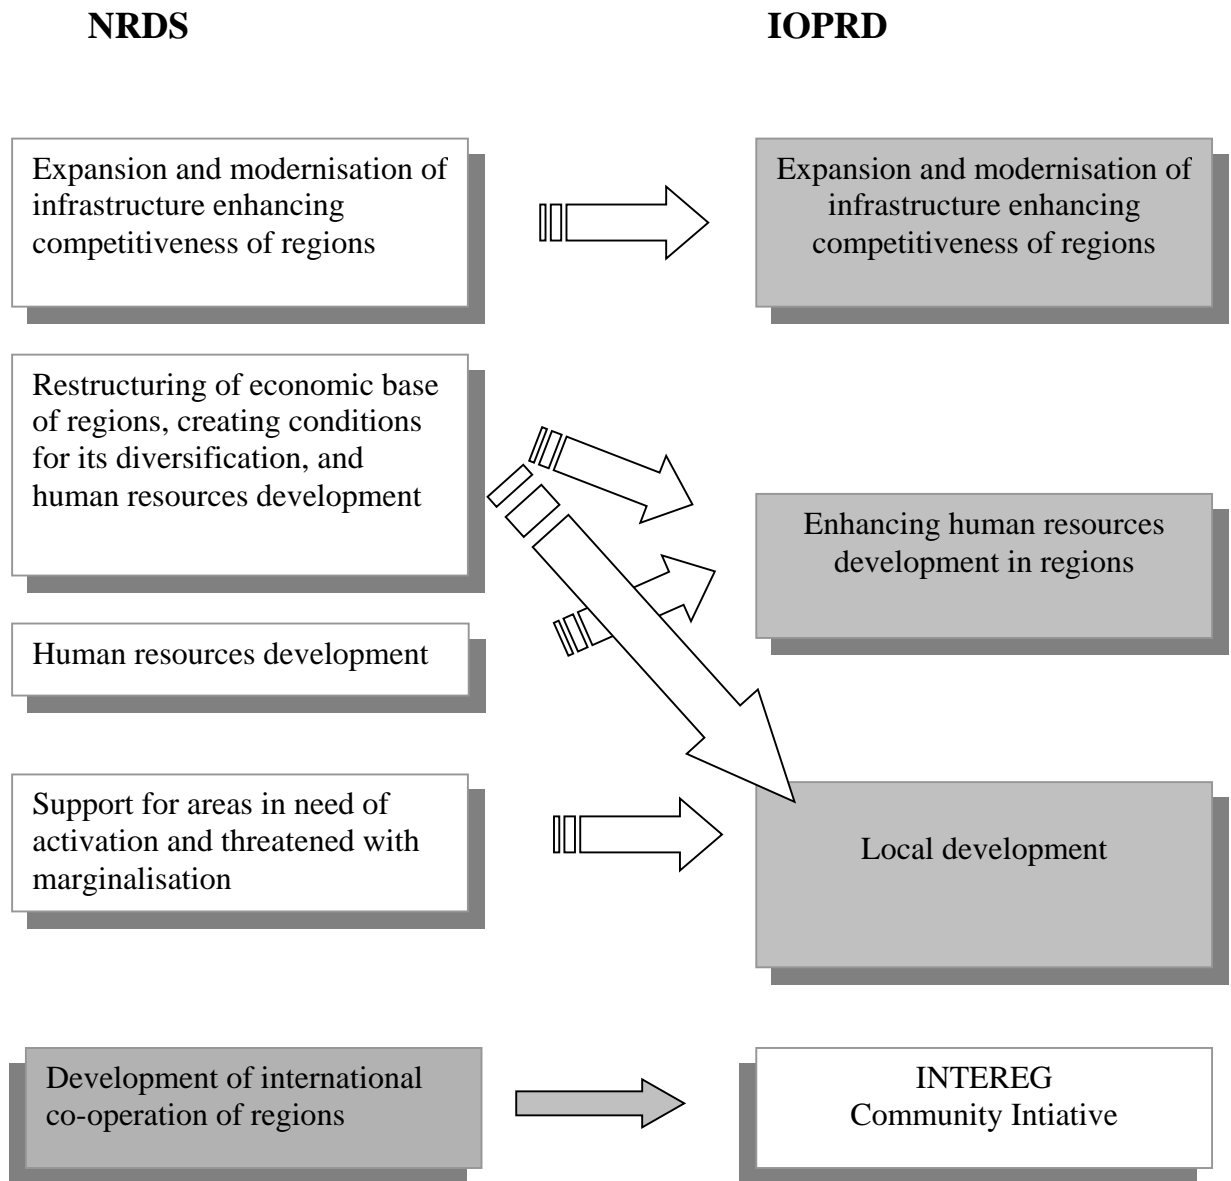 NRDS
IOPRD
Expansion and modernisation of
infrastructure enhancing
competitiveness of regions
Expansion and modernisation of
infrastructure enhancing
competitiveness of regions
Restructuring of economic base
of regions, creating conditions
for its diversification, and
human resources development
Enhancing human resources
development in regions
Human resources development
Support for areas in need of
activation and threatened with
marginalisation
Local development
Development of international
co-operation of regions
INTEREG
Community Intiative